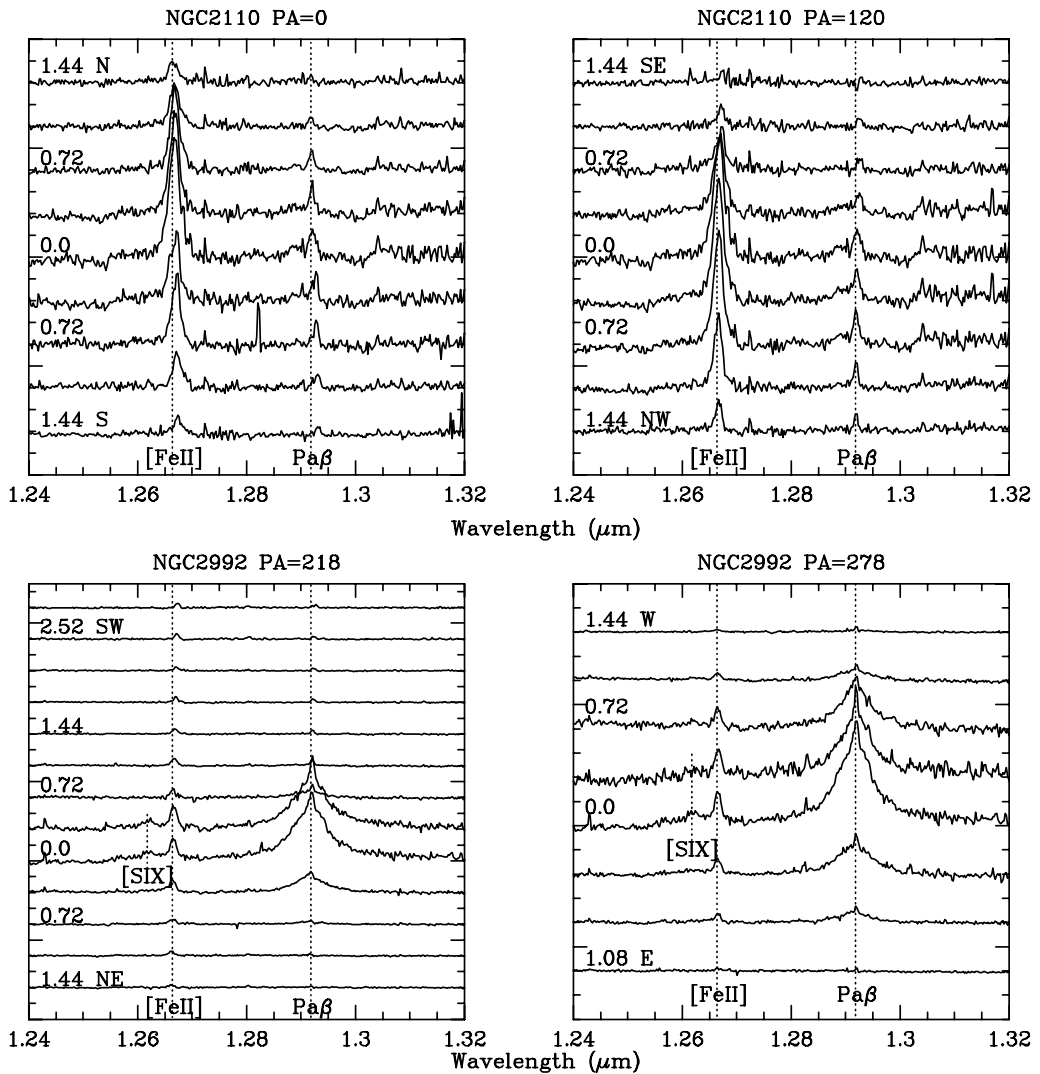 NGC2110 PA=0
1.44 N
0.72
0.0
0.72
1.44 S
[FeII]
Paβ
1.24 1.26 1.28 1.3 1.32
NGC2110 PA=120
1.44 SE
0.72
0.0
0.72
1.44 NW
[FeII]
Paβ
1.24 1.26 1.28 1.3 1.32
Wavelength (μm)
NGC2992 PA=218
2.52 SW
1.44
0.72
0.0
[SIX]
0.72
1.44 NE
[FeII]
Paβ
1.24 1.26 1.28 1.3 1.32
NGC2992 PA=278
1.44 W
0.72
0.0
[SIX]
1.08 E
[FeII]
Paβ
1.24 1.26 1.28 1.3 1.32
Wavelength (μm)